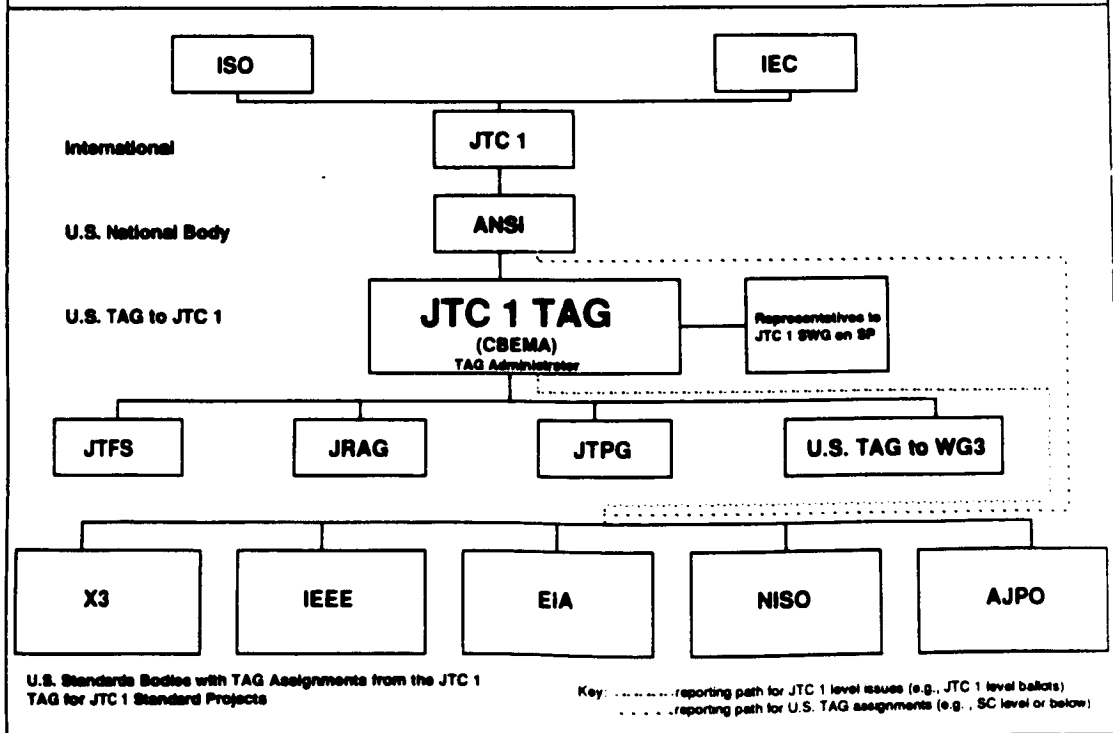 ISO
IEC
International
JTC 1
U.S. National Body
ANSI
U.S. TAG to JTC 1
JTC 1 TAG
(CBEMA)
TAG Administrator
Representatives to
JTC 1 SWG on SP
JTFS
JRAG
JTPG
U.S. TAG to WG3
X3
IEEE
EIA
NISO
AJPO
U.S. Standards Bodies with TAG Assignments from the JTC 1
TAG for JTC 1 Standard Projects
Key: .........reporting path for JTC 1 level issues (e.g., JTC 1 level ballots)
. . . . . .reporting path for U.S. TAG assignments (e.g. , SC level or below)